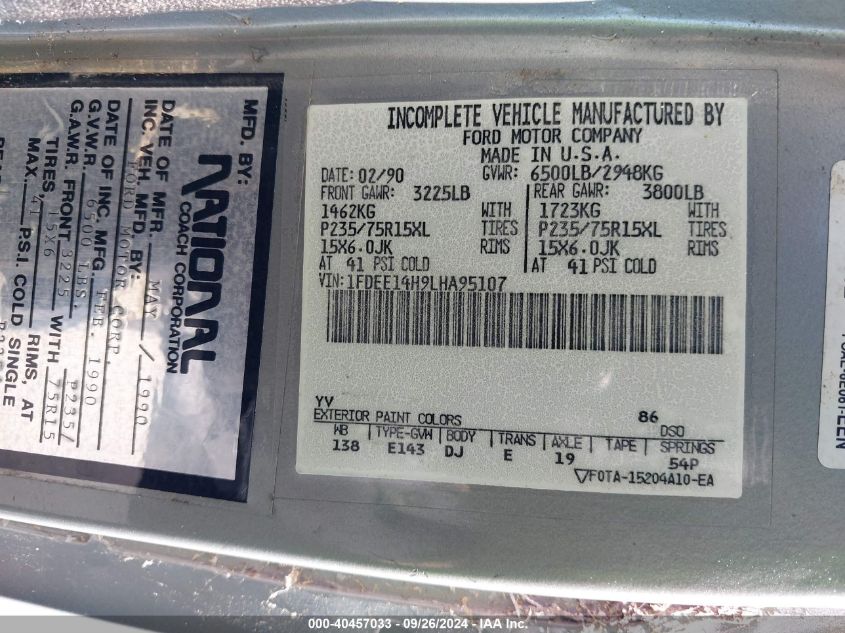 INCOMPLETE VEHICLE MANUFACTURED BY
FORD MOTOR COMPANY
MADE IN U.S.A.
DATE: 02/90 GVWR: 6500LB/2948KG
FRONT GAWR: 3225LB REAR GAWR: 3800LB
1462KG WITH 1723KG WITH
P235/75R15XL TIRES P235/75R15XL TIRES
15X6.0JK RIMS 15X6.0JK RIMS
AT 41 PSI COLD AT 41 PSI COLD
VIN:1FDEE14H9LHA95107
YV 86
EXTERIOR PAINT COLORS DSO
WB TYPE-GVW BODY TRANS AXLE TAPE SPRINGS
138 E143 DJ E 19 54P
F0TA-15204A10-EA
MFD. BY:
NATIONAL
COACH CORPORATION
DATE OF MFR. MAY / 1990
INC. VEH. MFD. BY:
FORD MOTOR CORP.
DATE OF INC. MFG. FEB. 1990
G.V.W.R. 6500 LBS.
G.A.W.R. FRONT 3225 WITH P235/
TIRES, 15X6 75R15
RIMS, AT
MAX. 41 P.S.I. COLD SINGLE
000-40457033 - 09/26/2024 - IAAI.com